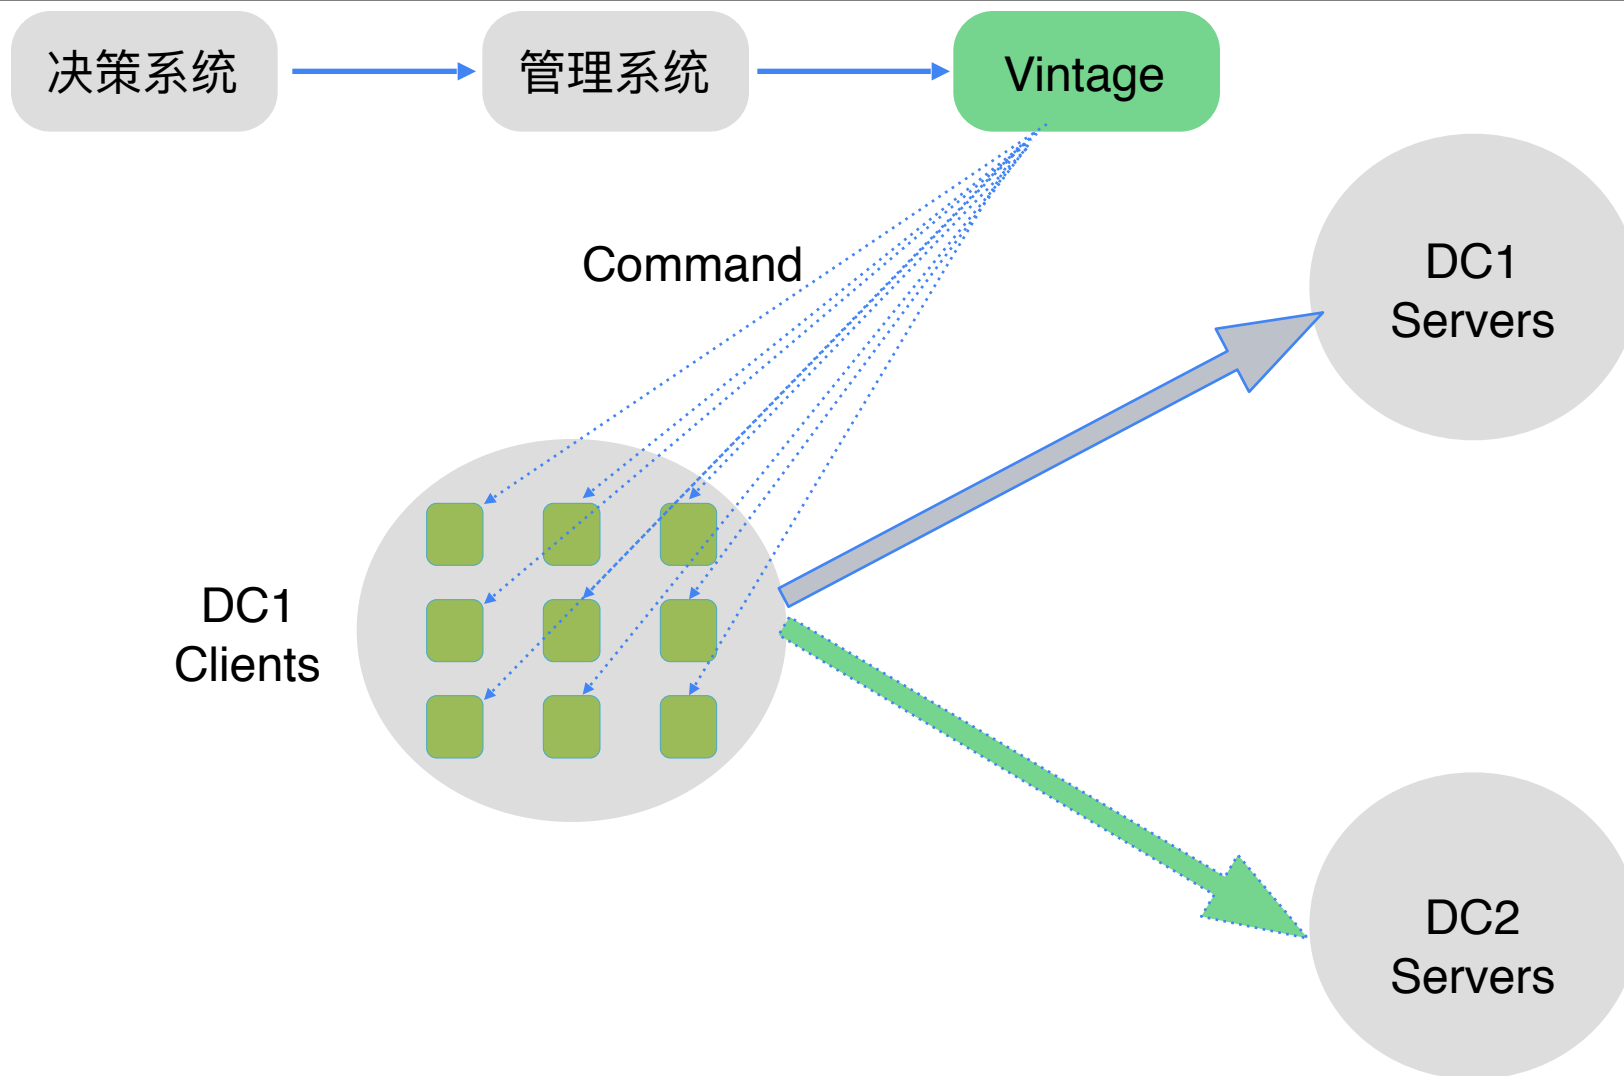 决策系统
管理系统
Vintage
Command
DC1
Servers
DC1
Clients
DC2
Servers